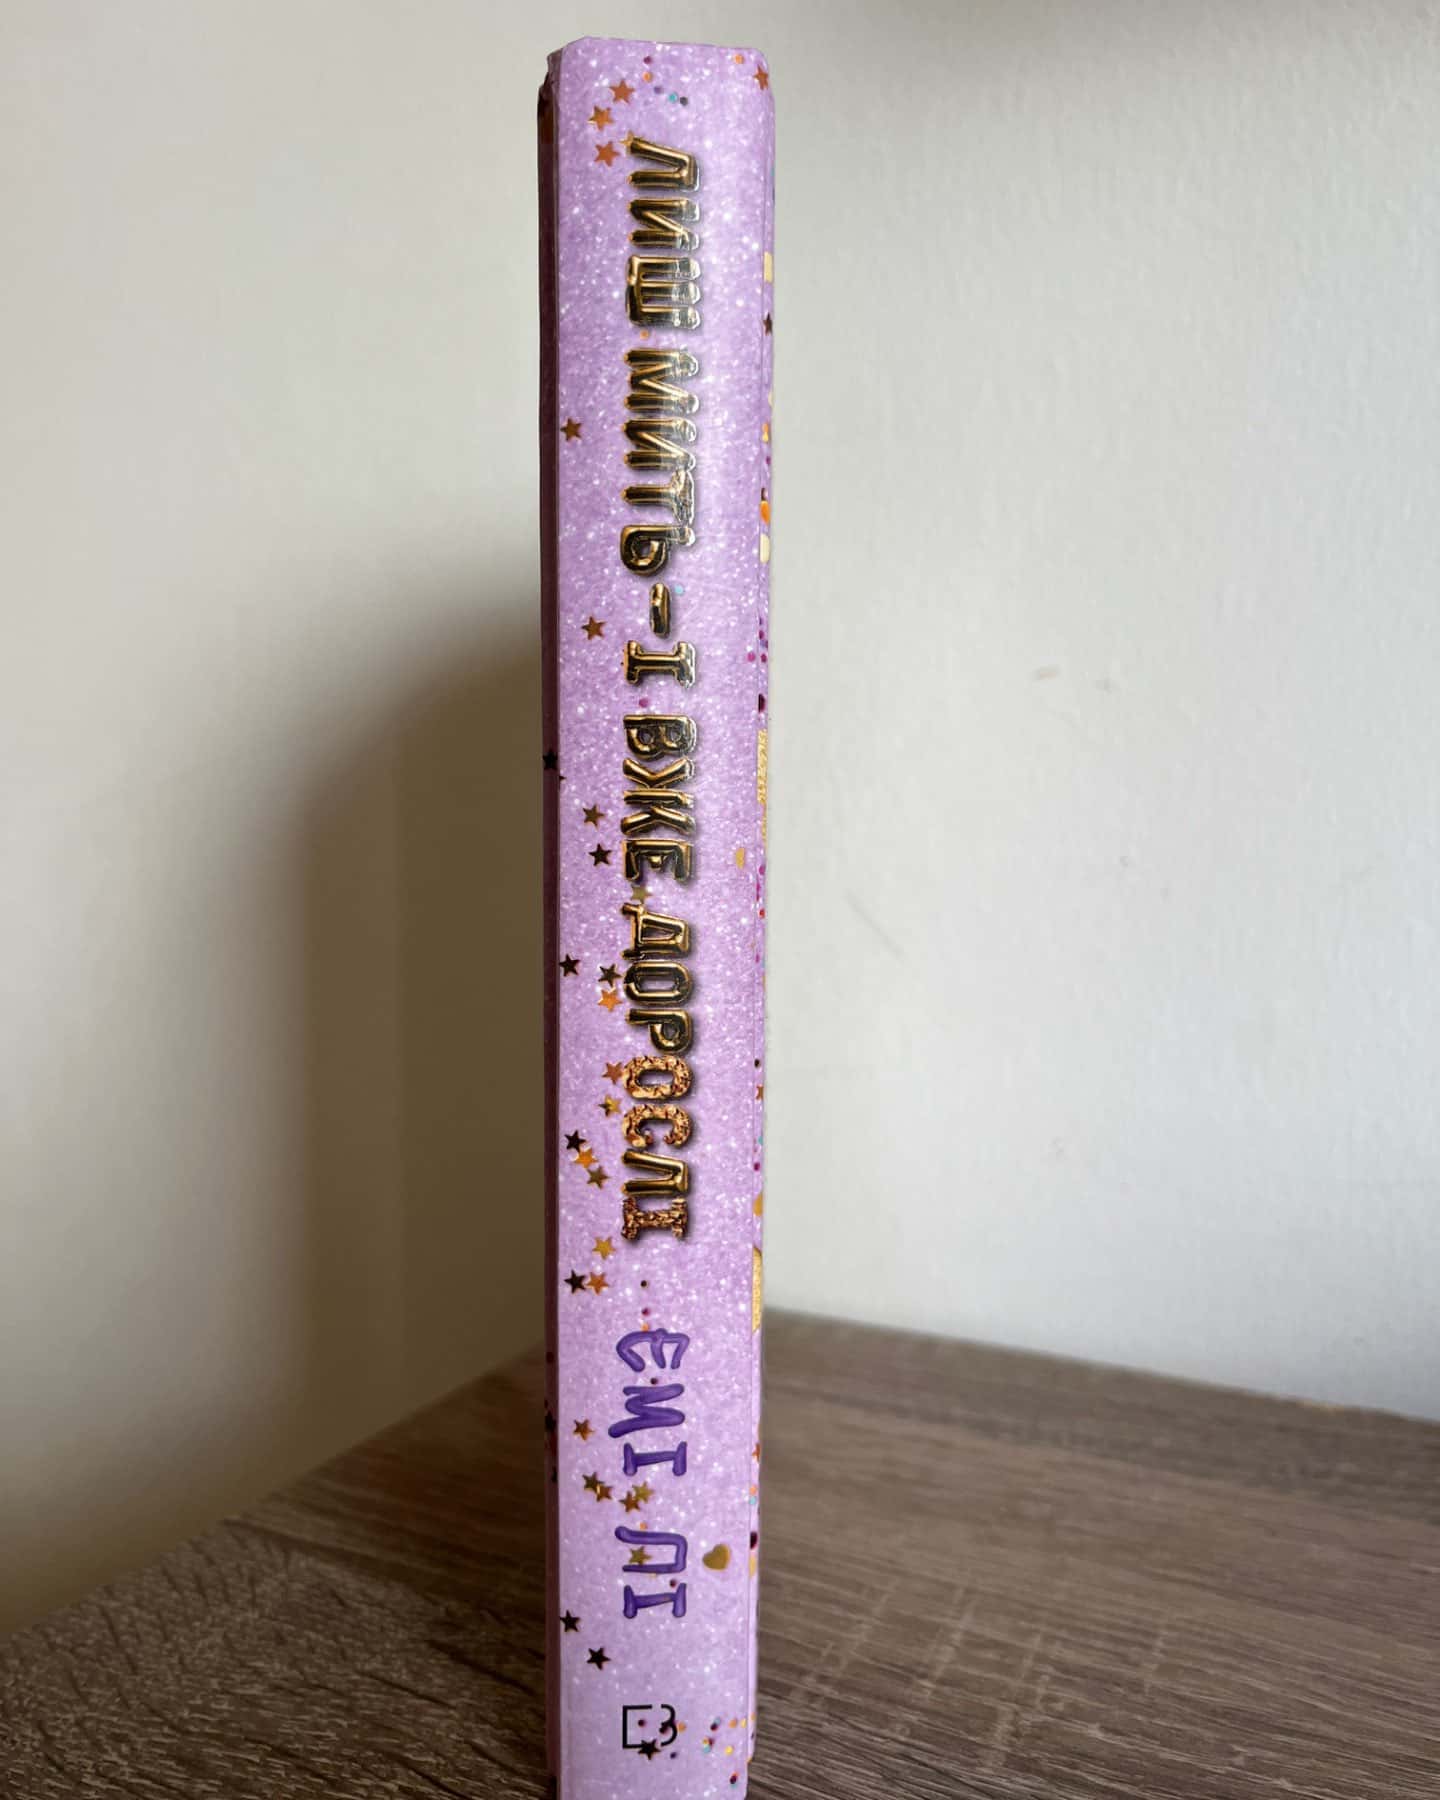 ЛИШ МИТЬ – І ВЖЕ ДОРОСЛІ
ЕМІ ЛІ